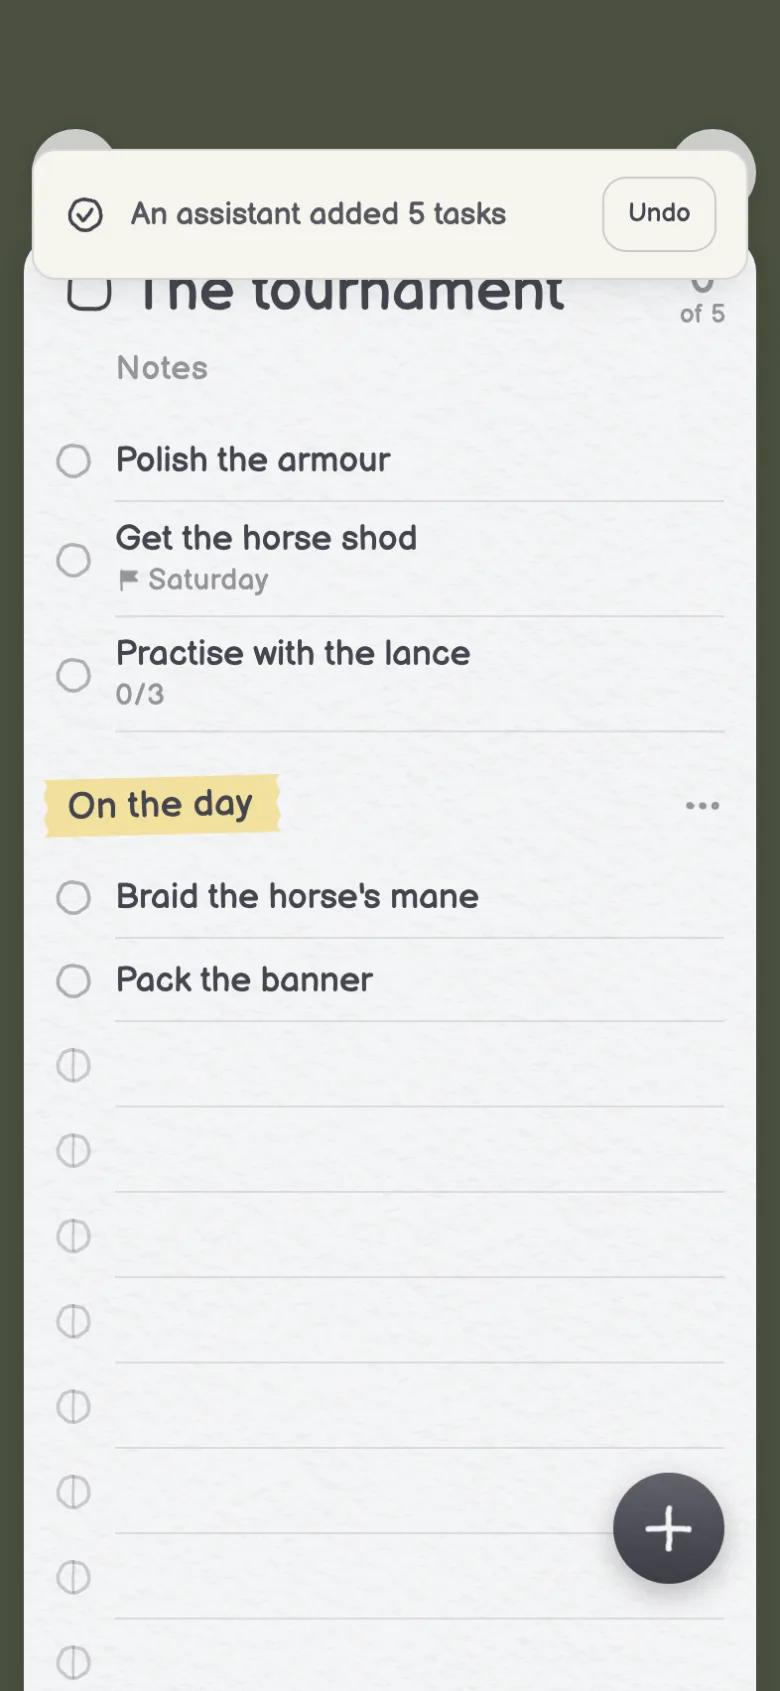 An assistant added 5 tasks
Undo
The tournament
0
of 5
Notes
Polish the armour
Get the horse shod
Saturday
Practise with the lance
0/3
On the day
Braid the horse's mane
Pack the banner